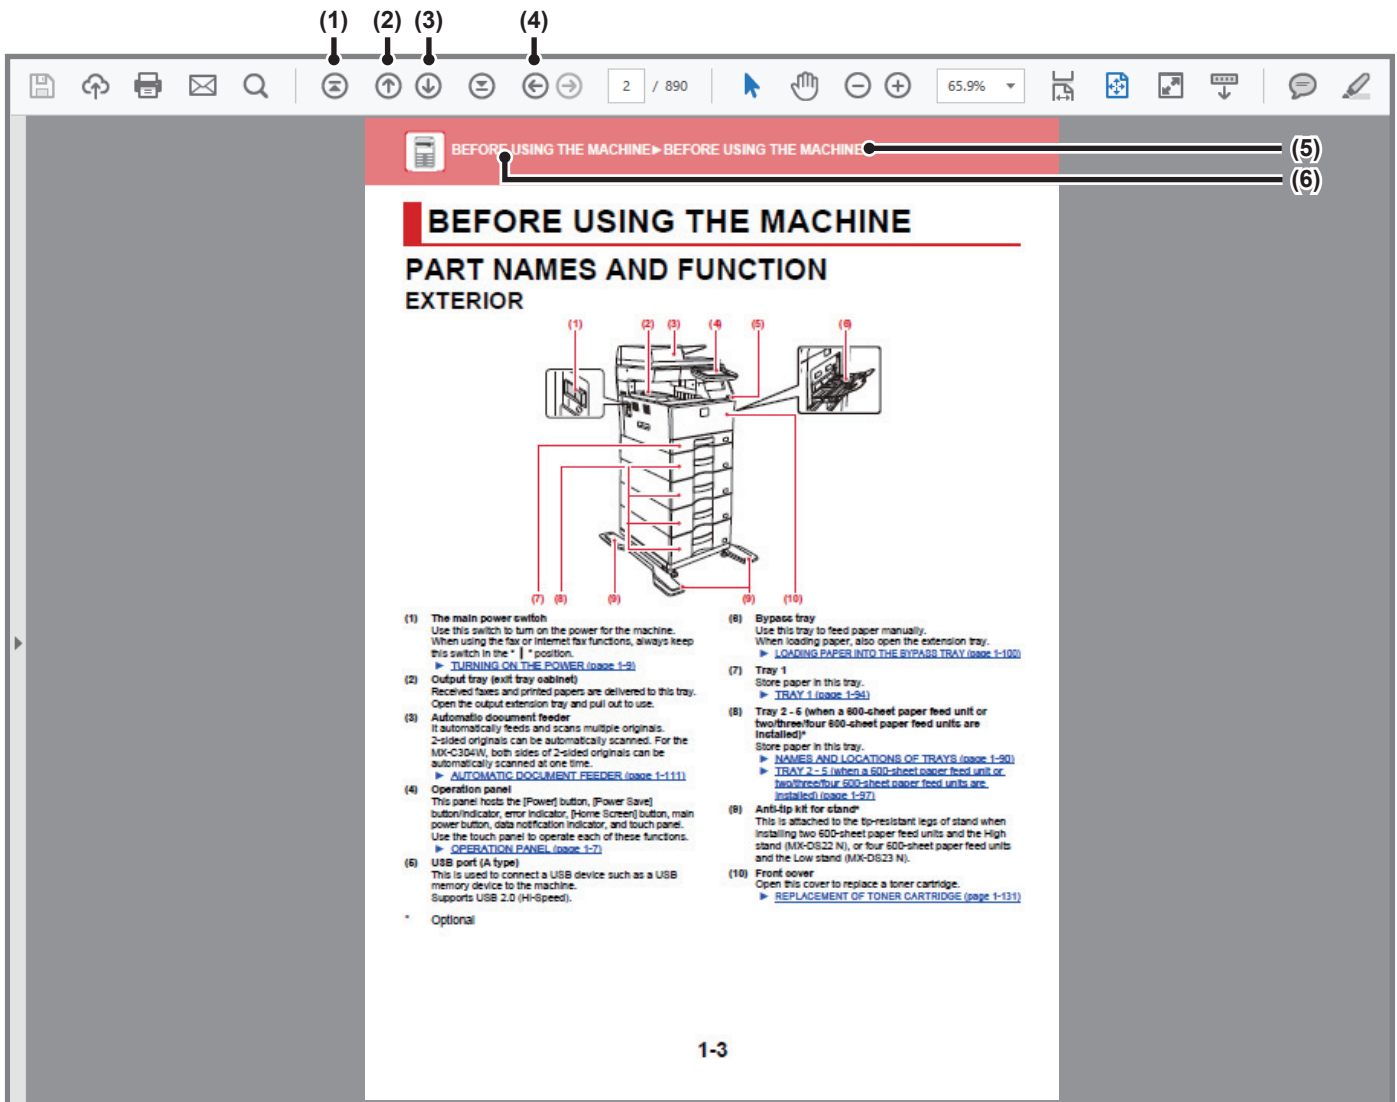 (1) (2) (3) (4)
2 / 890 65.9%
BEFORE USING THE MACHINE►BEFORE USING THE MACHINE
(5)
(6)
BEFORE USING THE MACHINE
PART NAMES AND FUNCTION
EXTERIOR
(1) (2) (3) (4) (5) (6)
(7) (8) (9) (9) (10)
(1) The main power switch
Use this switch to turn on the power for the machine.
When using the fax or Internet fax functions, always keep
this switch in the " | " position.
► TURNING ON THE POWER (page 1-9)
(2) Output tray (exit tray cabinet)
Received faxes and printed papers are delivered to this tray.
Open the output extension tray and pull out to use.
(3) Automatic document feeder
It automatically feeds and scans multiple originals.
2-sided originals can be automatically scanned. For the
MX-C304W, both sides of 2-sided originals can be
automatically scanned at one time.
► AUTOMATIC DOCUMENT FEEDER (page 1-111)
(4) Operation panel
This panel hosts the [Power] button, [Power Save]
button/indicator, error indicator, [Home Screen] button, main
power button, data notification indicator, and touch panel.
Use the touch panel to operate each of these functions.
► OPERATION PANEL (page 1-7)
(5) USB port (A type)
This is used to connect a USB device such as a USB
memory device to the machine.
Supports USB 2.0 (Hi-Speed).
* Optional
(6) Bypass tray
Use this tray to feed paper manually.
When loading paper, also open the extension tray.
► LOADING PAPER INTO THE BYPASS TRAY (page 1-100)
(7) Tray 1
Store paper in this tray.
► TRAY 1 (page 1-94)
(8) Tray 2 - 5 (when a 600-sheet paper feed unit or
two/three/four 600-sheet paper feed units are
installed)*
Store paper in this tray.
► NAMES AND LOCATIONS OF TRAYS (page 1-90)
► TRAY 2 - 5 (when a 600-sheet paper feed unit or
two/three/four 600-sheet paper feed units are
installed) (page 1-97)
(9) Anti-tip kit for stand*
This is attached to the tip-resistant legs of stand when
installing two 600-sheet paper feed units and the High
stand (MX-DS22 N), or four 600-sheet paper feed units
and the Low stand (MX-DS23 N).
(10) Front cover
Open this cover to replace a toner cartridge.
► REPLACEMENT OF TONER CARTRIDGE (page 1-131)
1-3